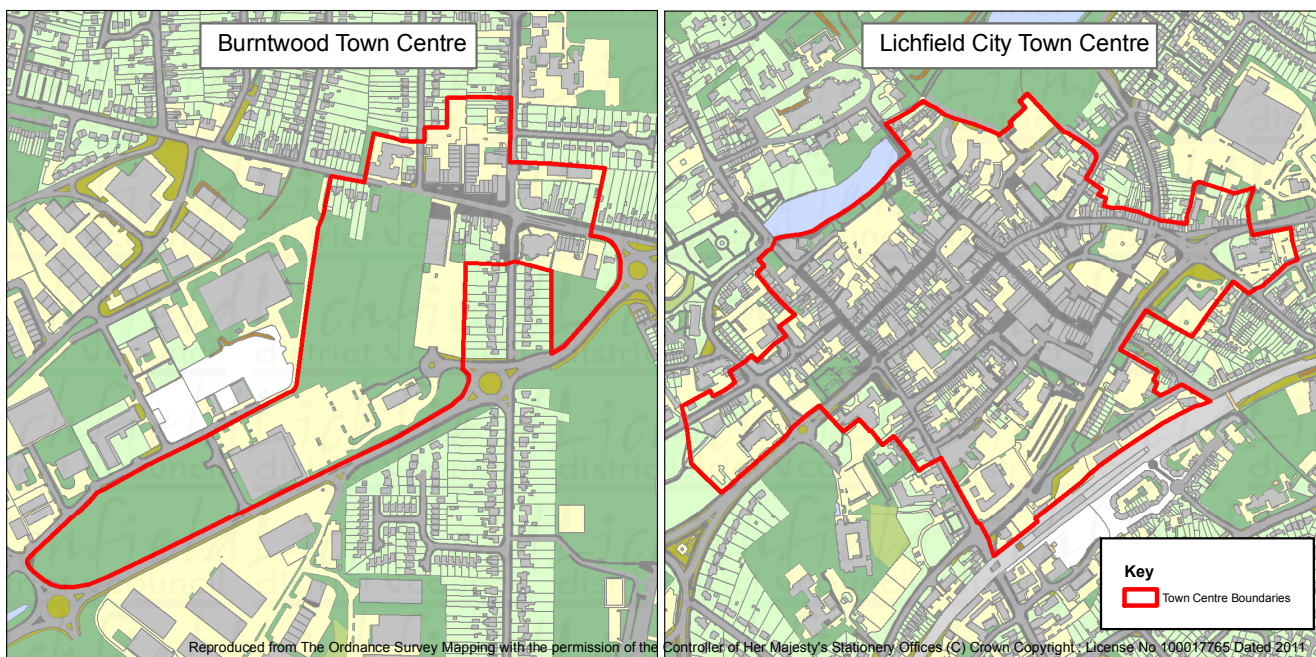 Burntwood Town Centre
Lichfield City Town Centre
Key
Town Centre Boundaries
Reproduced from The Ordnance Survey Mapping with the permission of the Controller of Her Majesty's Stationery Offices (C) Crown Copyright : License No 100017765 Dated 2011